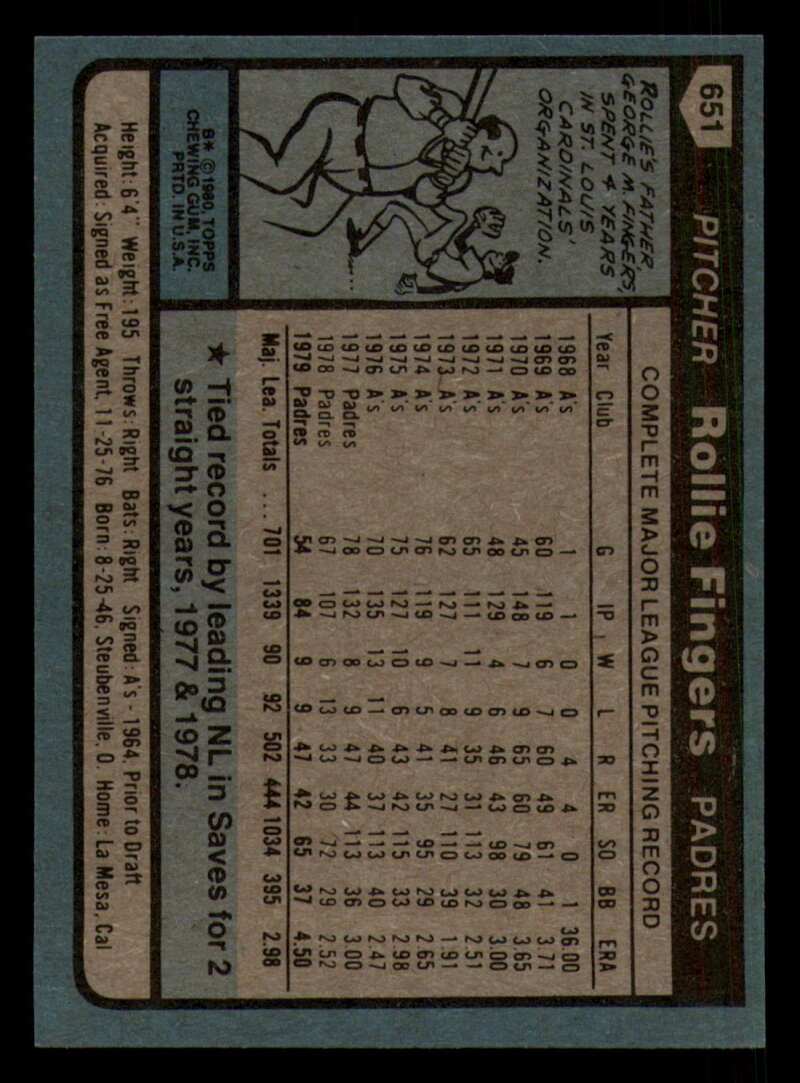 651 PITCHER Rollie Fingers PADRES
ROLLIE'S FATHER,
GEORGE M. FINGERS,
SPENT 4 YEARS
IN ST. LOUIS
CARDINALS'
ORGANIZATION.
B* © 1980, TOPPS
CHEWING GUM, INC.
PRTD. IN U.S.A.
COMPLETE MAJOR LEAGUE PITCHING RECORD
Year Club G IP W L R ER SO BB ERA
1968 A's 1 1 0 0 4 4 0 1 36.00
1969 A's 60 119 6 7 60 49 61 41 3.71
1970 A's 45 148 7 9 65 60 79 48 3.65
1971 A's 48 129 4 6 46 43 98 30 3.00
1972 A's 65 111 11 9 35 31 113 32 2.51
1973 A's 62 127 7 8 41 27 110 39 1.91
1974 A's 76 119 9 5 41 35 95 29 2.65
1975 A's 75 127 10 6 43 42 115 33 2.98
1976 A's 70 135 13 11 40 37 113 40 2.47
1977 Padres 78 132 8 9 47 44 113 36 3.00
1978 Padres 67 107 6 13 33 30 72 29 2.52
1979 Padres 54 84 9 9 47 42 65 37 4.50
Maj. Lea. Totals ... 701 1339 90 92 502 444 1034 395 2.98
★ Tied record by leading NL in Saves for 2
straight years, 1977 & 1978.
Height: 6'4" Weight: 195 Throws: Right Bats: Right Signed: A's - 1964, Prior to Draft
Acquired: Signed as Free Agent, 11-25-76 Born: 8-25-46, Steubenville, O. Home: La Mesa, Cal